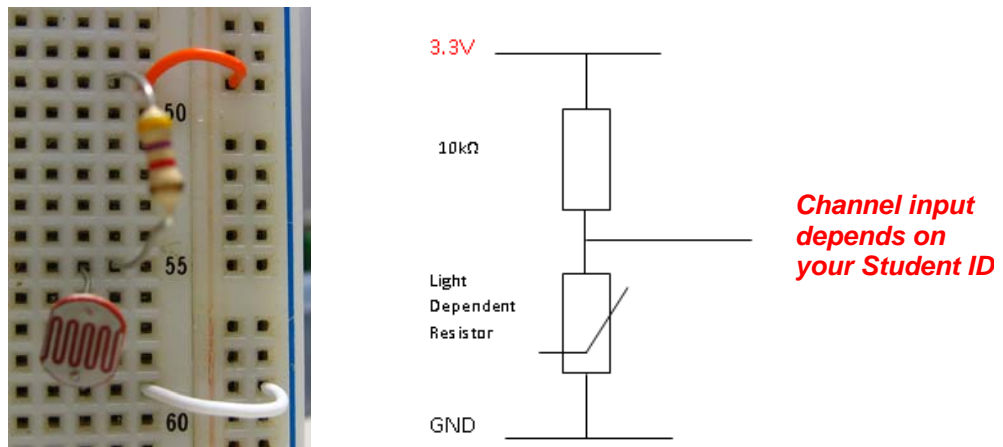 50
55
60
3.3V
10kΩ
Light
Dependent
Resistor
GND
Channel input
depends on
your Student ID